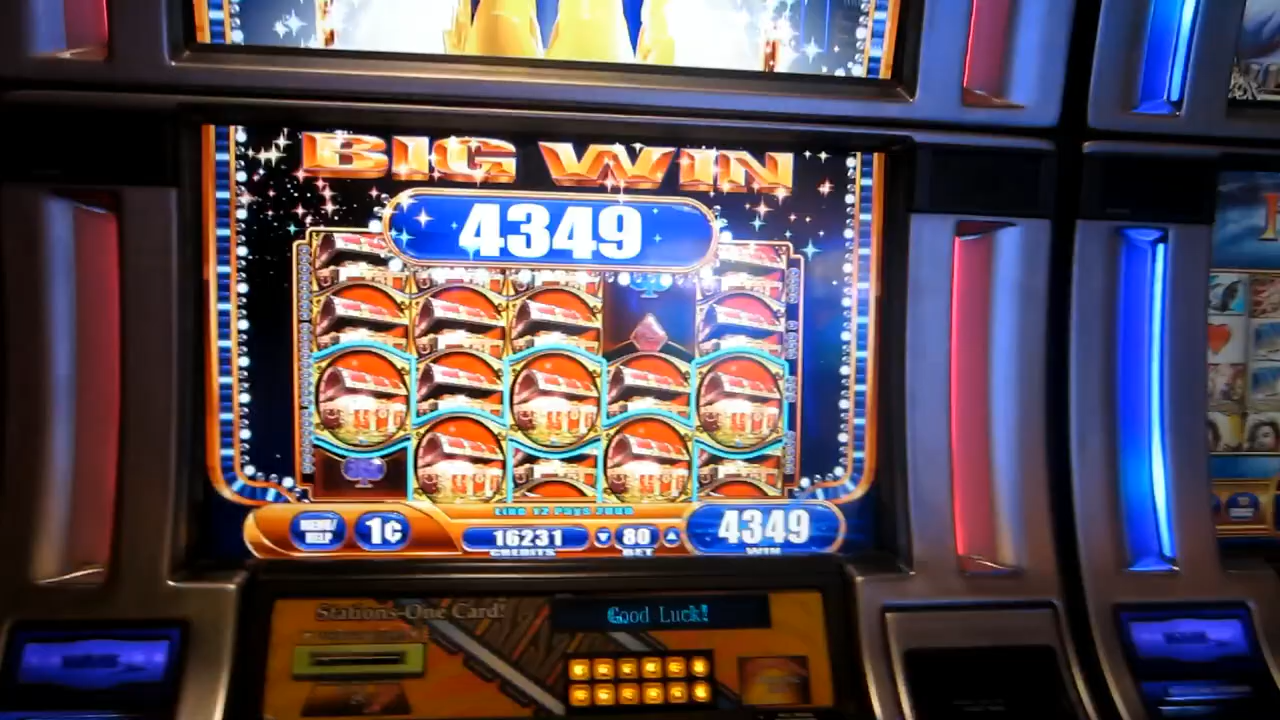 BIG WIN
4349
MENU/
HELP
1¢
16231
CREDITS
80
BET
4349
WIN
Stations-One Card!
Good Luck!